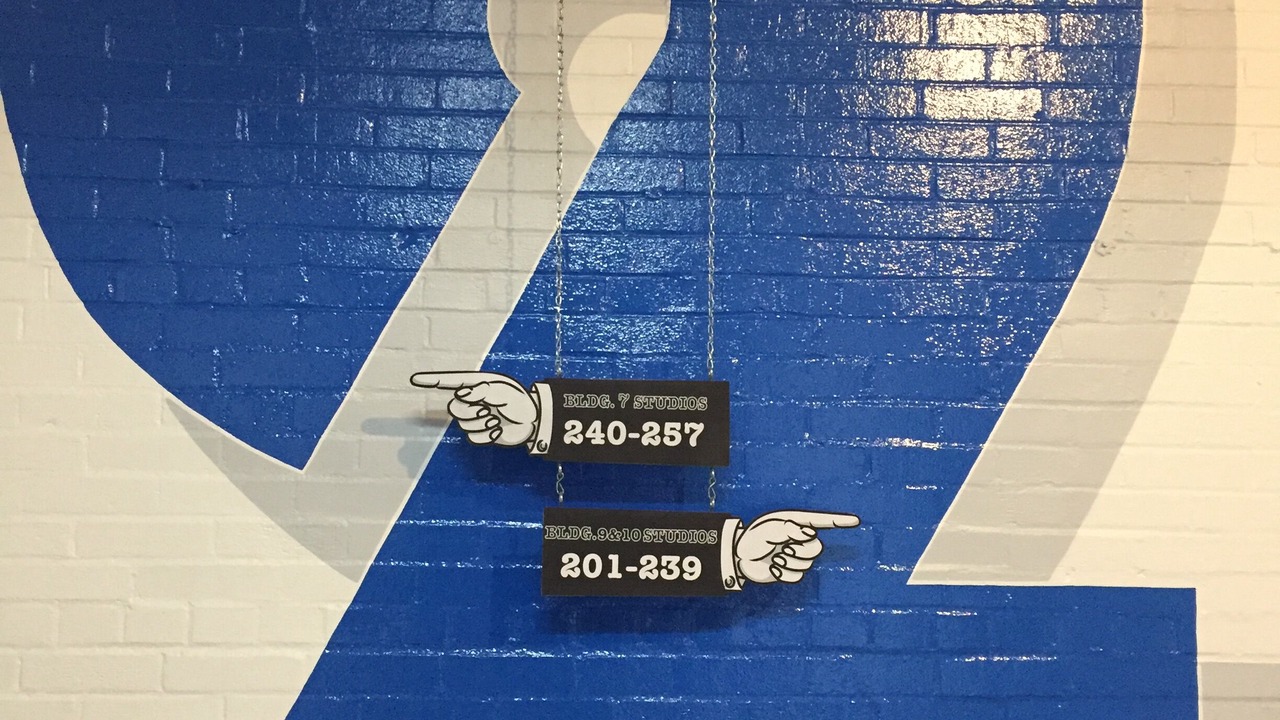 BLDG. 7 STUDIOS
240-257
BLDG.9&10 STUDIOS
201-239